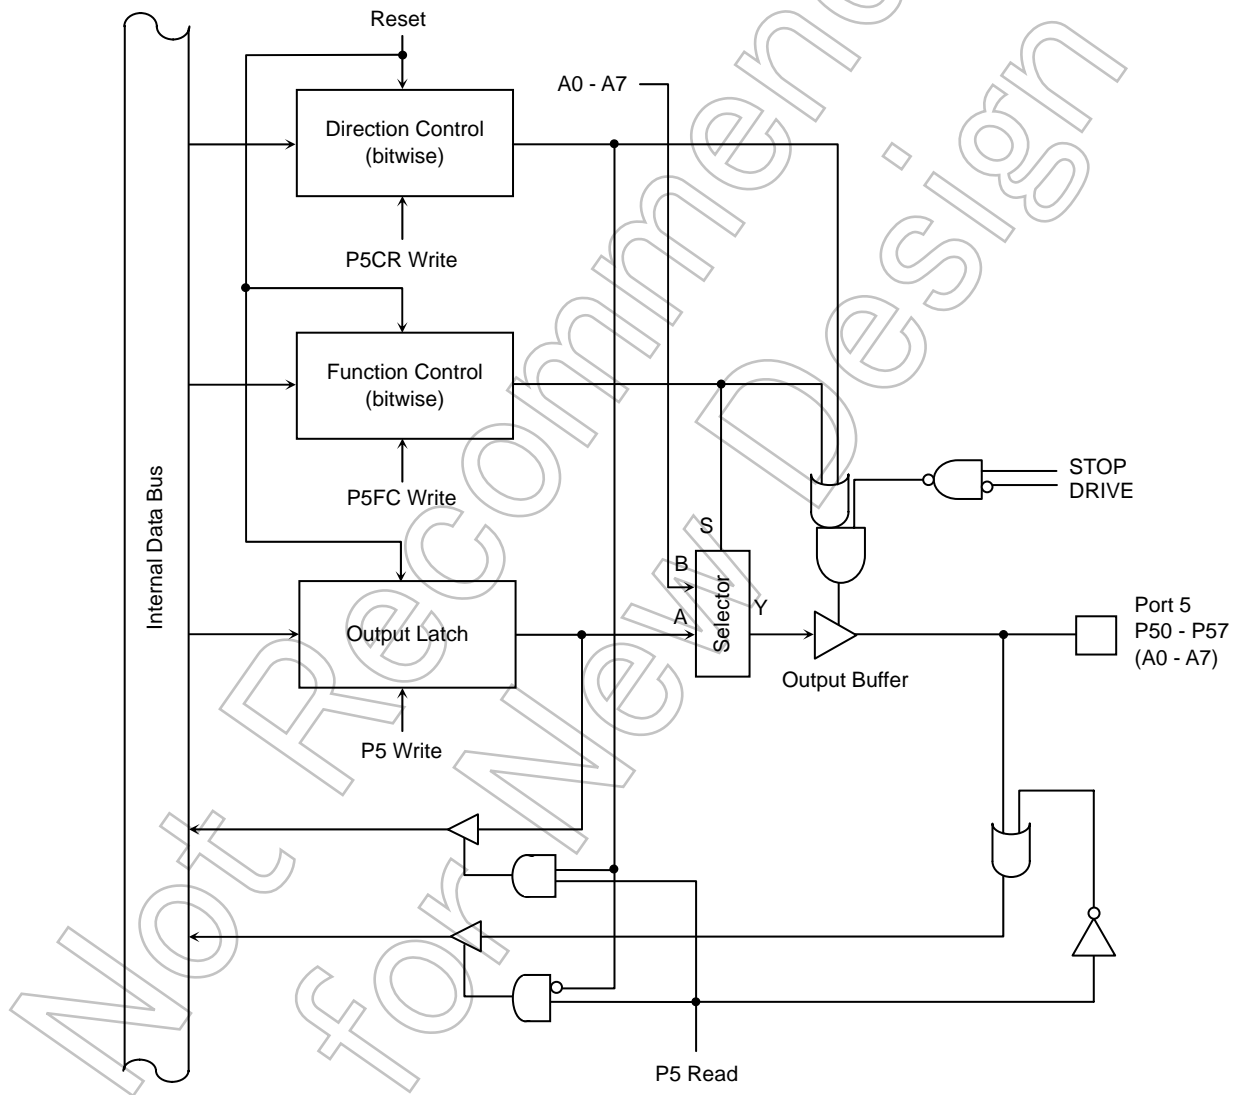 Reset
A0 - A7
Direction Control
(bitwise)
P5CR Write
Function Control
(bitwise)
P5FC Write
STOP
DRIVE
Internal Data Bus
S
B
A
Selector
Y
Output Latch
Output Buffer
Port 5
P50 - P57
(A0 - A7)
P5 Write
P5 Read
Not Recommend
for New Design